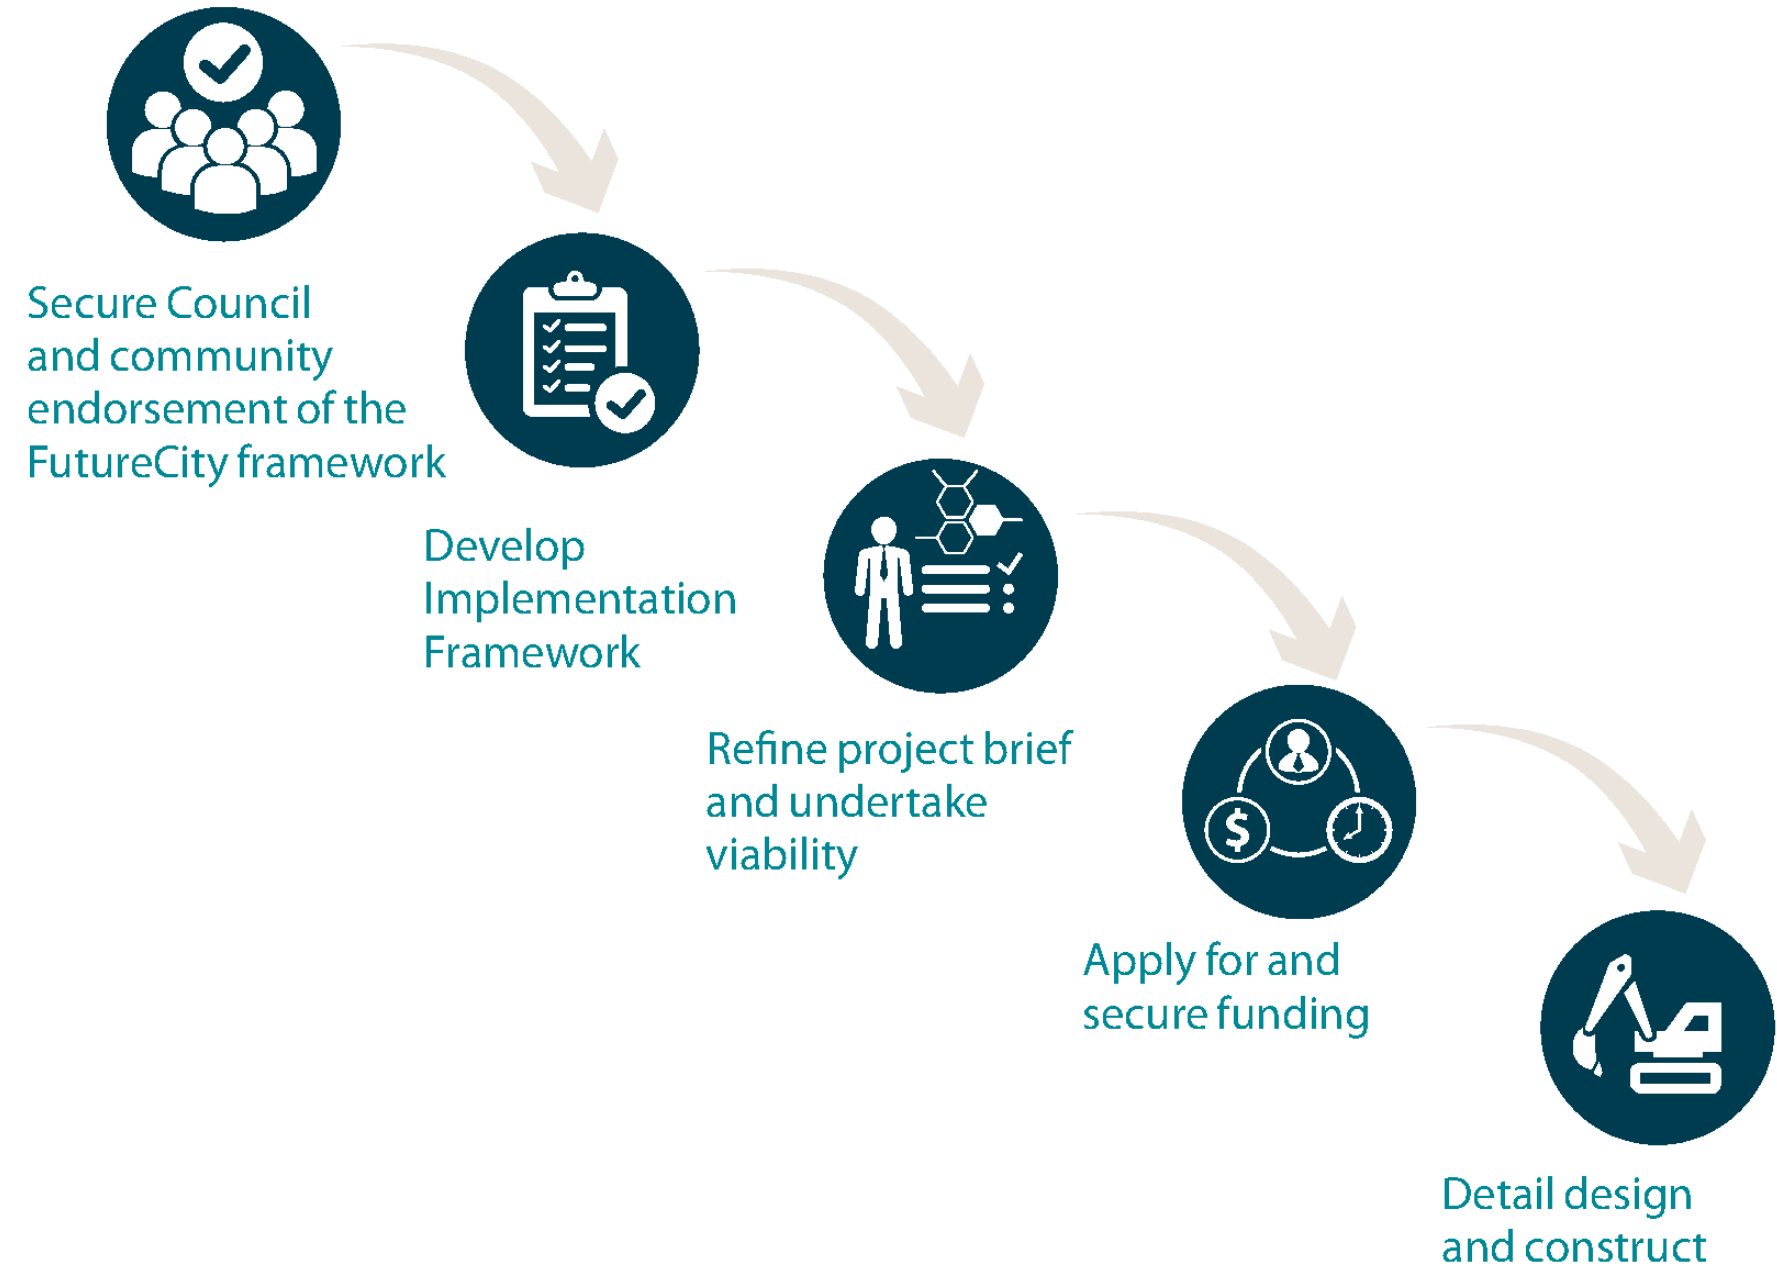 Secure Council
and community
endorsement of the
FutureCity framework
Develop
Implementation
Framework
Refine project brief
and undertake
viability
Apply for and
secure funding
$
Detail design
and construct